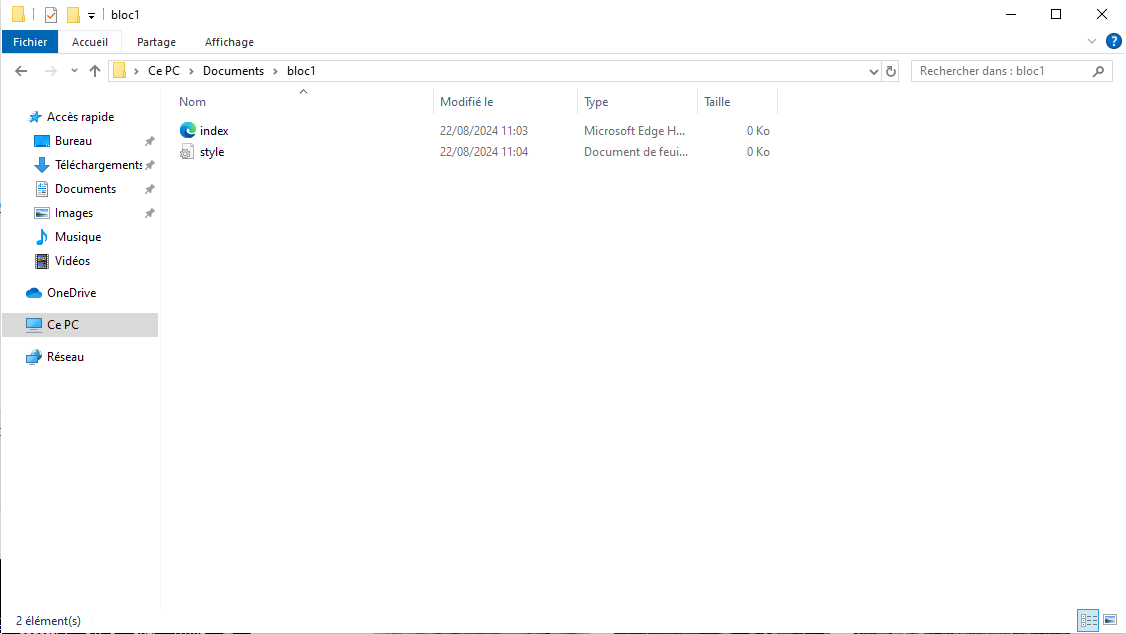 bloc1
Fichier Accueil Partage Affichage
Ce PC Documents bloc1 Rechercher dans : bloc1
Nom Modifié le Type Taille
Accès rapide
index 22/08/2024 11:03 Microsoft Edge H... 0 Ko
Bureau
style 22/08/2024 11:04 Document de feui... 0 Ko
Téléchargements
Documents
Images
Musique
Vidéos
OneDrive
Ce PC
Réseau
2 élément(s)